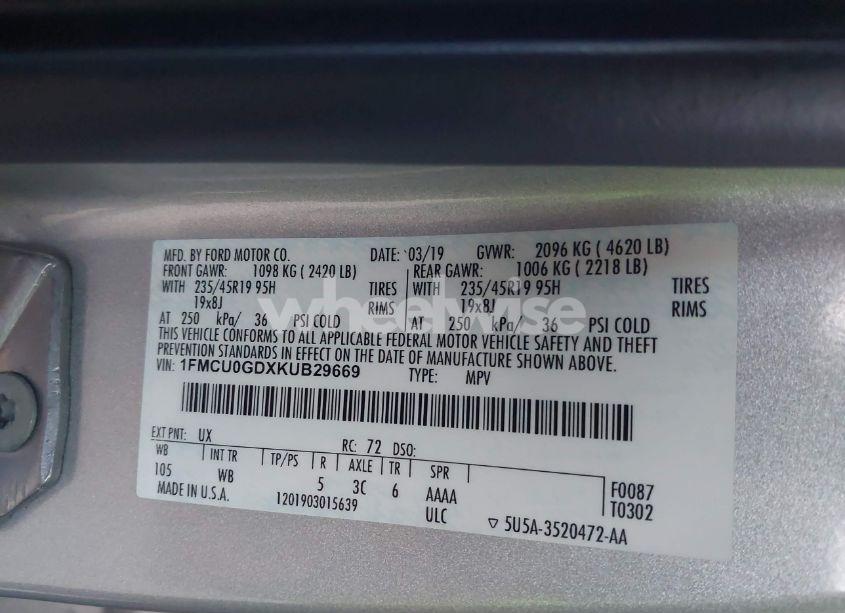 MFD. BY FORD MOTOR CO. DATE: 03/19 GVWR: 2096 KG ( 4620 LB)
FRONT GAWR: 1098 KG ( 2420 LB) REAR GAWR: 1006 KG ( 2218 LB)
WITH 235/45R19 95H TIRES WITH 235/45R19 95H TIRES
19x8J RIMS 19x8J RIMS
AT 250 kPa/ 36 PSI COLD AT 250 kPa/ 36 PSI COLD
THIS VEHICLE CONFORMS TO ALL APPLICABLE FEDERAL MOTOR VEHICLE SAFETY AND THEFT
PREVENTION STANDARDS IN EFFECT ON THE DATE OF MANUFACTURE SHOWN ABOVE.
VIN: 1FMCU0GDXKUB29669 TYPE: MPV
EXT PNT: UX RC: 72 DSO:
WB INT TR TP/PS R AXLE TR SPR
105 WB 5 3C 6 AAAA F0087
MADE IN U.S.A. 1201903015639 ULC T0302
5U5A-3520472-AA
wheelwise